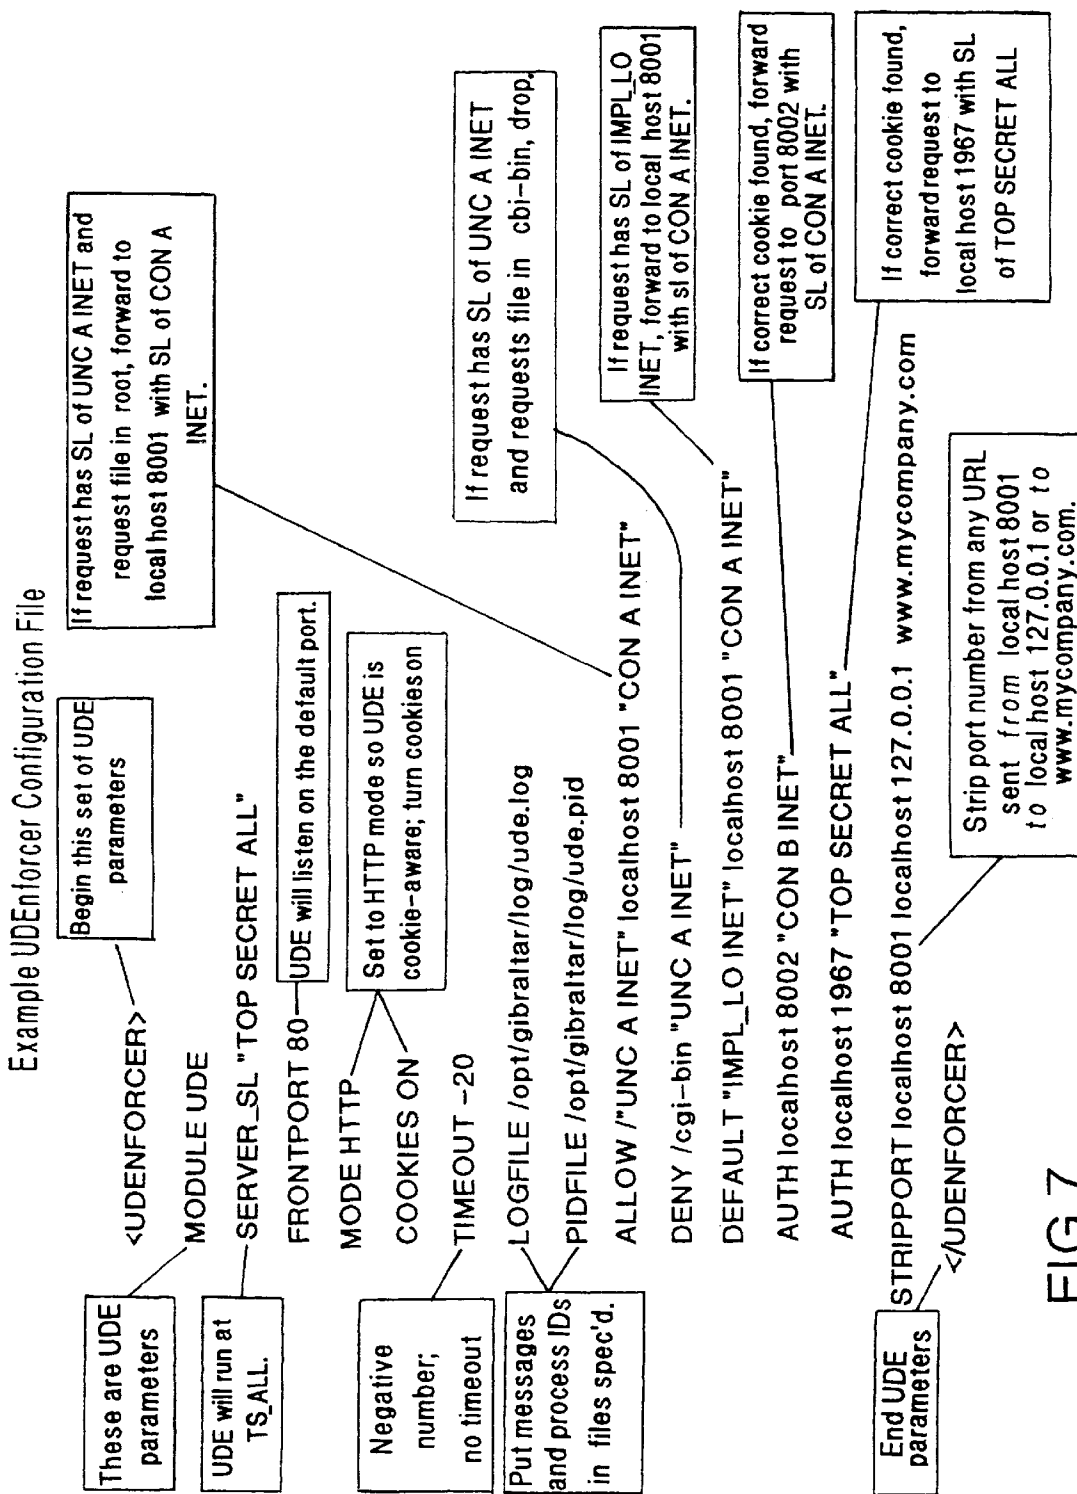 Example UDEnforcer Configuration File
<UDENFORCER>
Begin this set of UDE
parameters
These are UDE
parameters
MODULE UDE
UDE will run at
TS_ALL.
SERVER_SL "TOP SECRET ALL"
FRONTPORT 80
UDE will listen on the default port.
MODE HTTP
COOKIES ON
Set to HTTP mode so UDE is
cookie-aware; turn cookies on
Negative
number;
no timeout
TIMEOUT -20
Put messages
and process IDs
in files spec'd.
LOGFILE /opt/gibraltar/log/ude.log
PIDFILE /opt/gibraltar/log/ude.pid
ALLOW /"UNC A INET" localhost 8001 "CON A INET"
If request has SL of UNC A INET and
request file in root, forward to
local host 8001 with SL of CON A
INET.
DENY /cgi-bin "UNC A INET"
If request has SL of UNC A INET
and requests file in cbi-bin, drop.
DEFAULT "IMPL_LO INET" localhost 8001 "CON A INET"
If request has SL of IMPL_LO
INET, forward to local host 8001
with sl of CON A INET.
AUTH localhost 8002 "CON B INET"
If correct cookie found, forward
request to port 8002 with
SL of CON A INET.
AUTH localhost 1967 "TOP SECRET ALL"
If correct cookie found,
forward request to
local host 1967 with SL
of TOP SECRET ALL
STRIPPORT localhost 8001 localhost 127.0.0.1 www.mycompany.com
Strip port number from any URL
sent from local host 8001
to local host 127.0.0.1 or to
www.mycompany.com.
End UDE
parameters
</UDENFORCER>
FIG 7